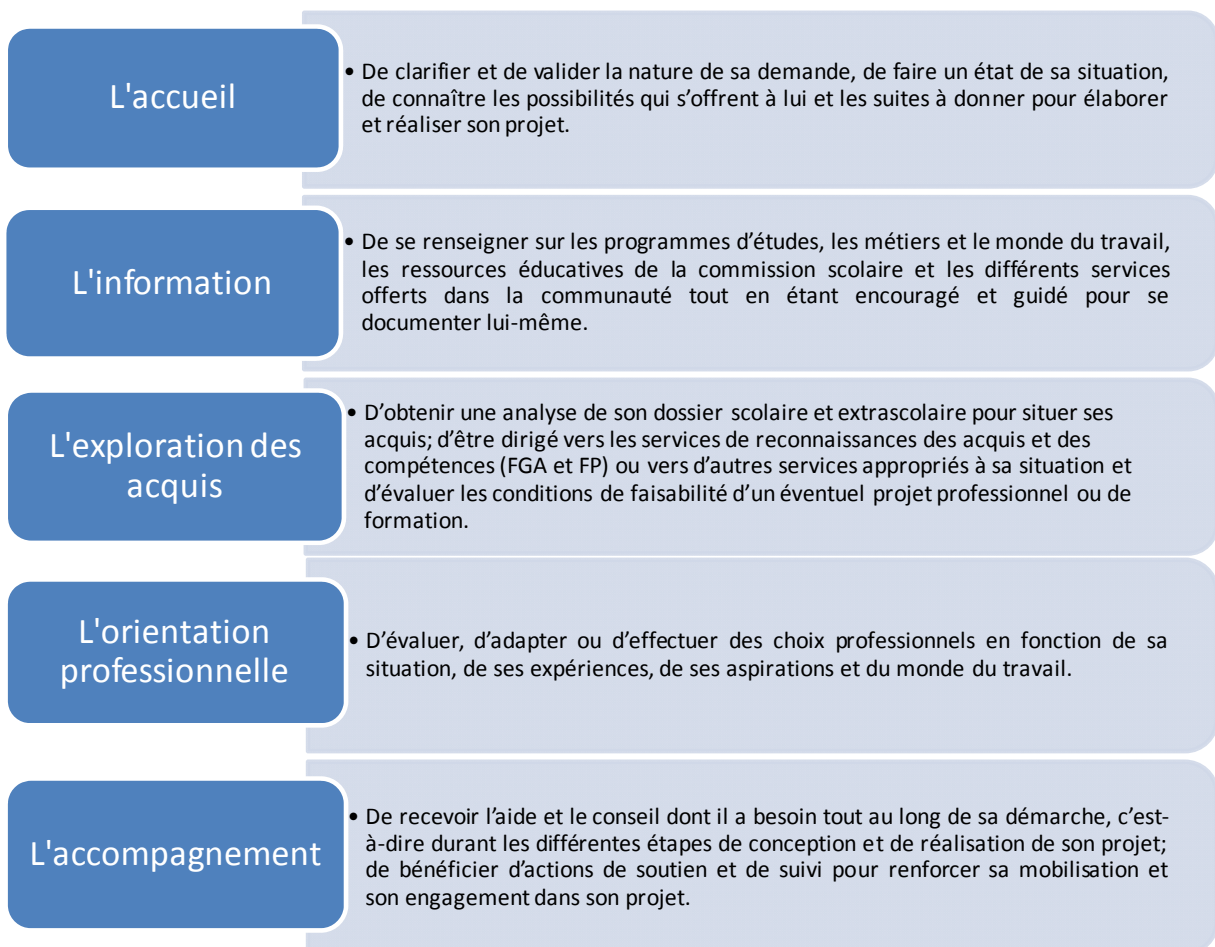 L'accueil
• De clarifier et de valider la nature de sa demande, de faire un état de sa situation,
de connaître les possibilités qui s’offrent à lui et les suites à donner pour élaborer
et réaliser son projet.
L'information
• De se renseigner sur les programmes d’études, les métiers et le monde du travail,
les ressources éducatives de la commission scolaire et les différents services
offerts dans la communauté tout en étant encouragé et guidé pour se
documenter lui-même.
L'exploration des
acquis
• D’obtenir une analyse de son dossier scolaire et extrascolaire pour situer ses
acquis; d’être dirigé vers les services de reconnaissances des acquis et des
compétences (FGA et FP) ou vers d’autres services appropriés à sa situation et
d’évaluer les conditions de faisabilité d’un éventuel projet professionnel ou de
formation.
L'orientation
professionnelle
• D’évaluer, d’adapter ou d’effectuer des choix professionnels en fonction de sa
situation, de ses expériences, de ses aspirations et du monde du travail.
L'accompagnement
• De recevoir l’aide et le conseil dont il a besoin tout au long de sa démarche, c’est-
à-dire durant les différentes étapes de conception et de réalisation de son projet;
de bénéficier d’actions de soutien et de suivi pour renforcer sa mobilisation et
son engagement dans son projet.